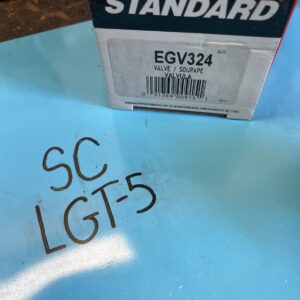 STANDARD
EGV324
VALVE / SOUPAPE
VALVULA
SC
LGT-5